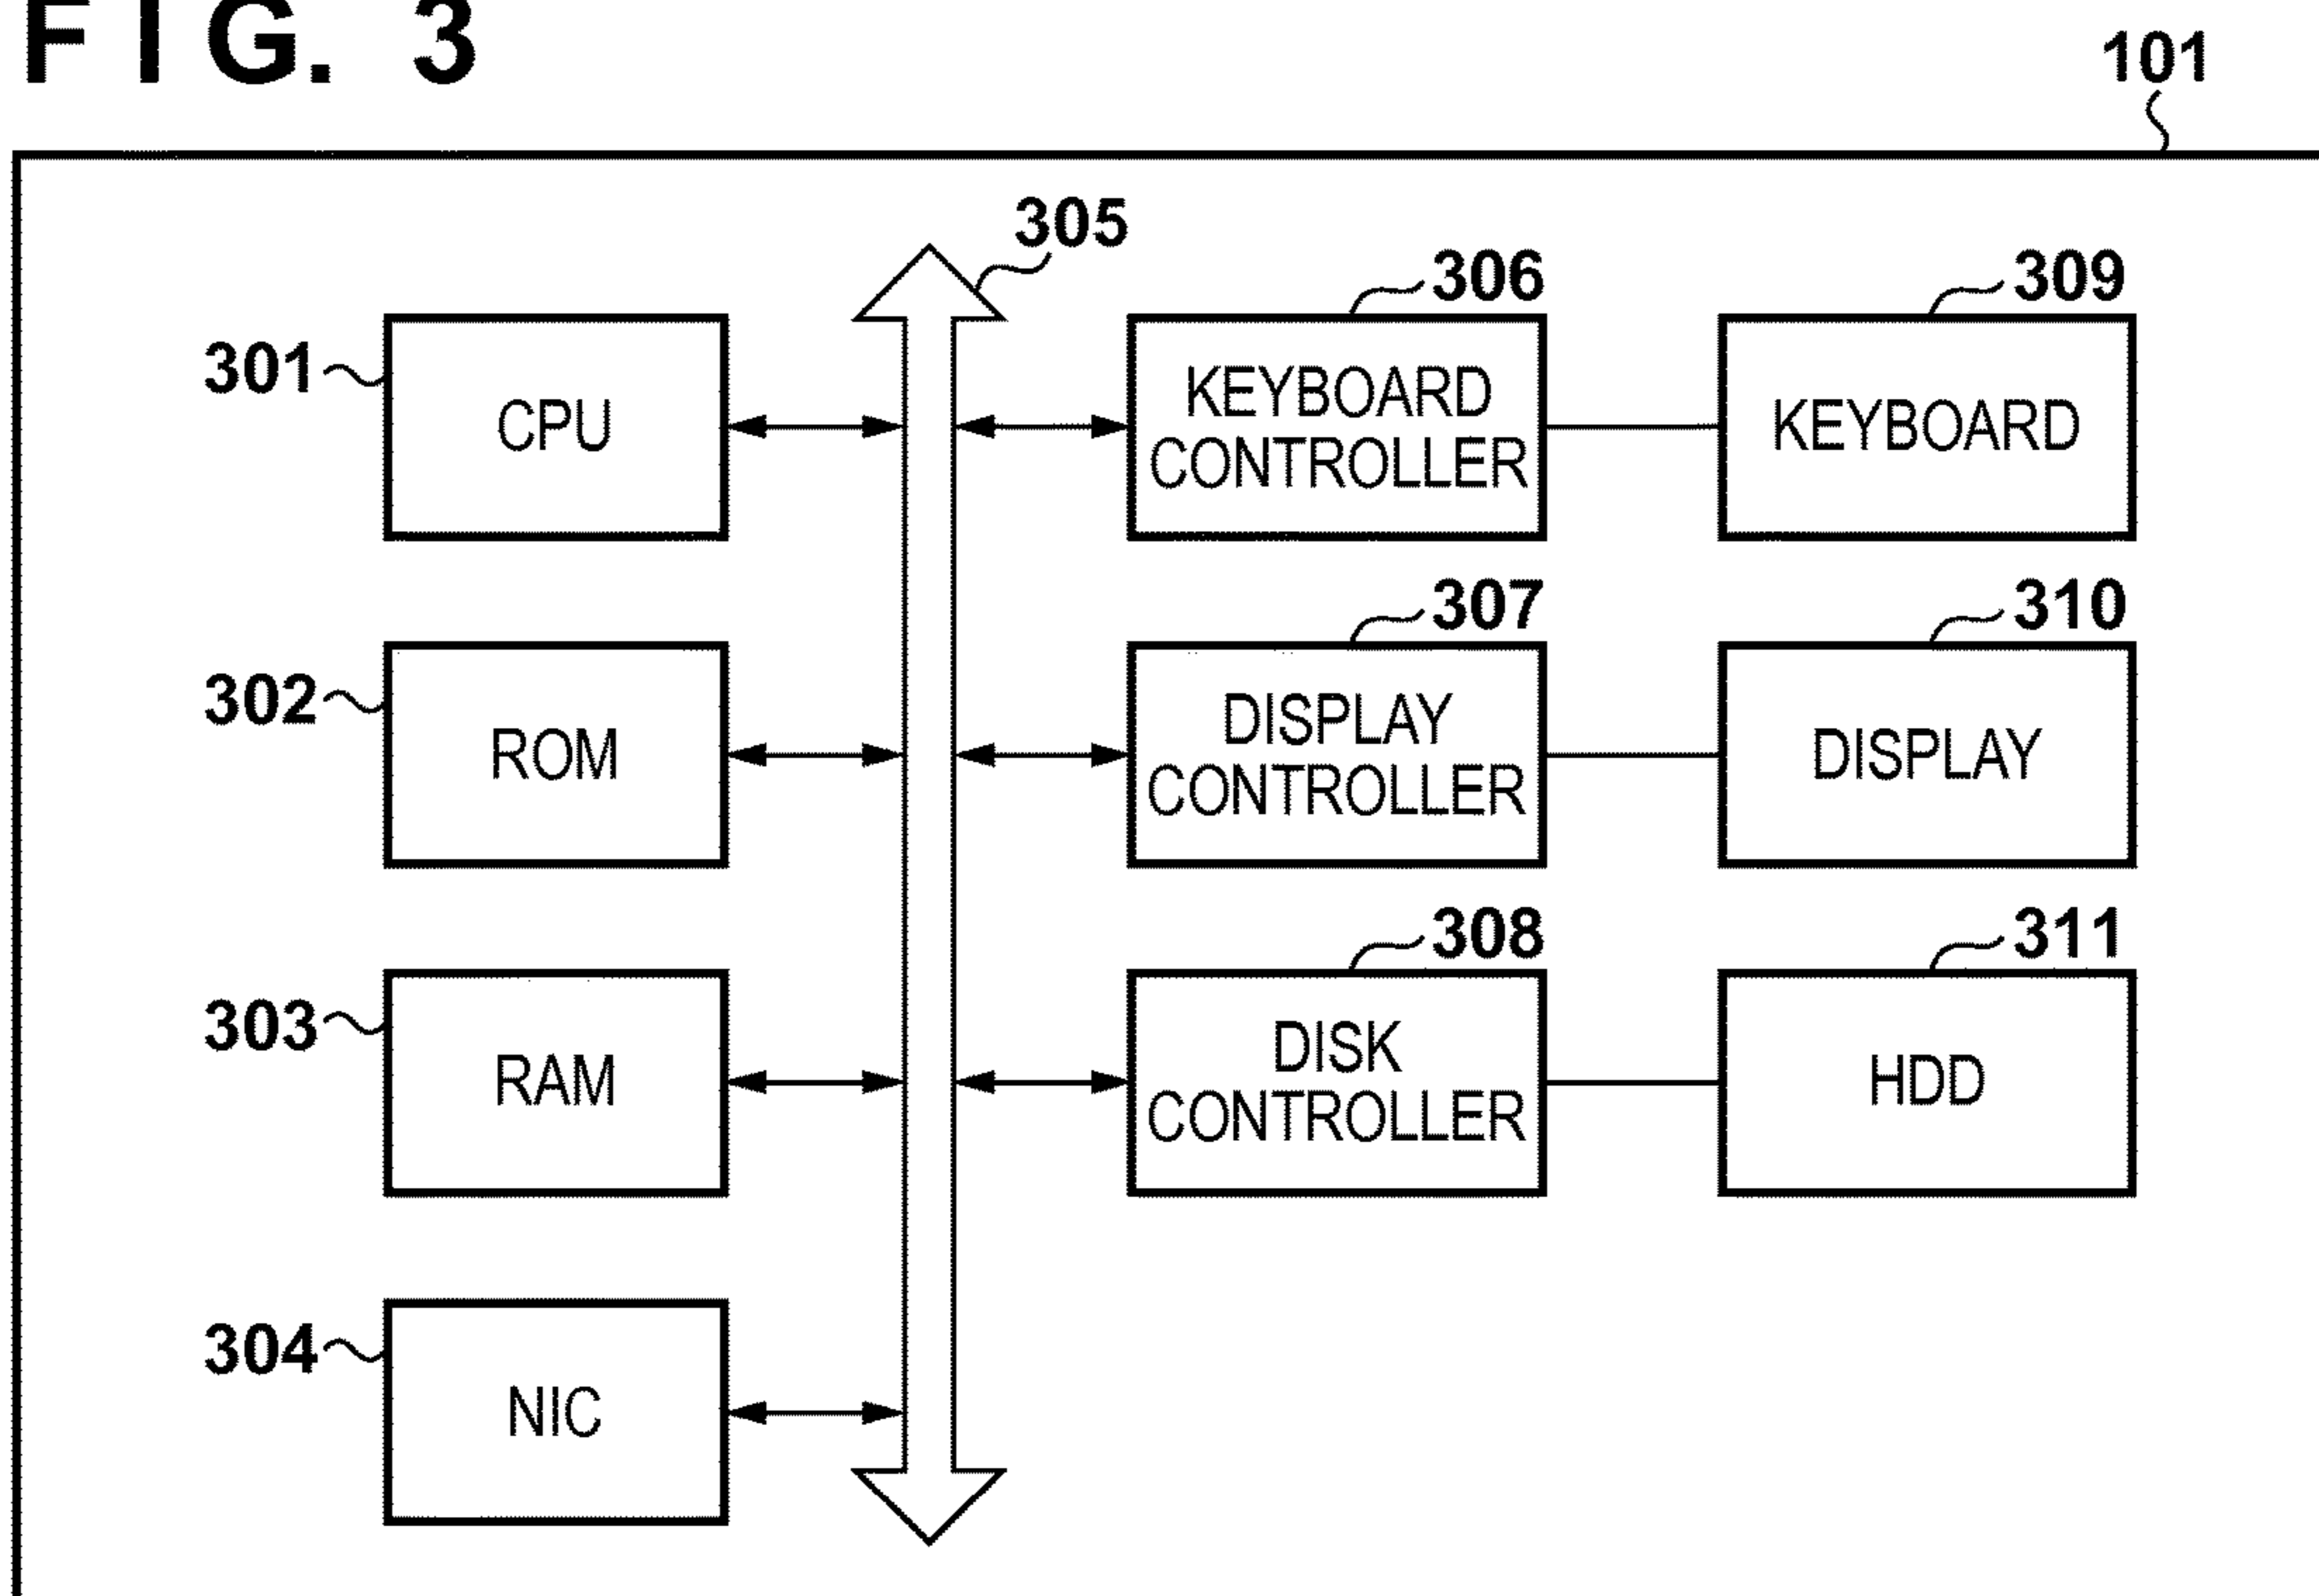 FIG. 3
101
305
306
309
301
CPU
KEYBOARD
CONTROLLER
KEYBOARD
307
310
302
ROM
DISPLAY
CONTROLLER
DISPLAY
308
311
303
RAM
DISK
CONTROLLER
HDD
304
NIC